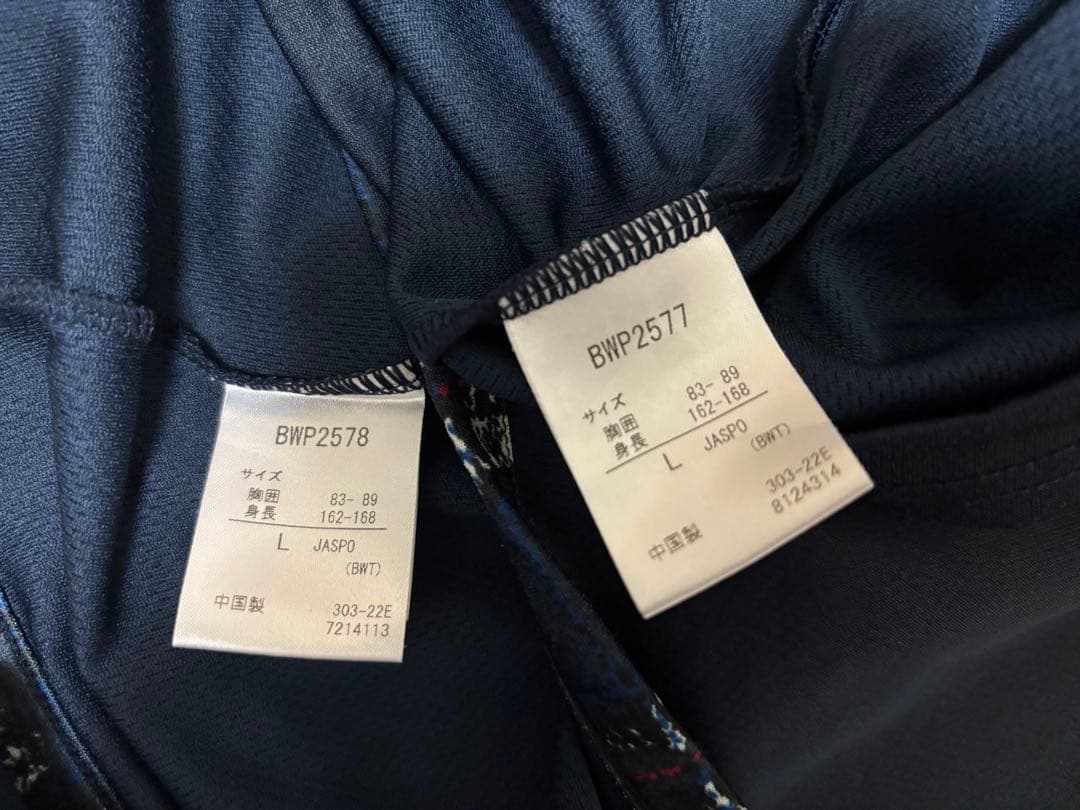 BWP2578
サイズ
胸囲 83- 89
身長 162-168
L JASPO
(BWT)
中国製 303-22E
7214113
BWP2577
サイズ
胸囲 83- 89
身長 162-168
L JASPO
(BWT)
303-22E
中国製 8124314